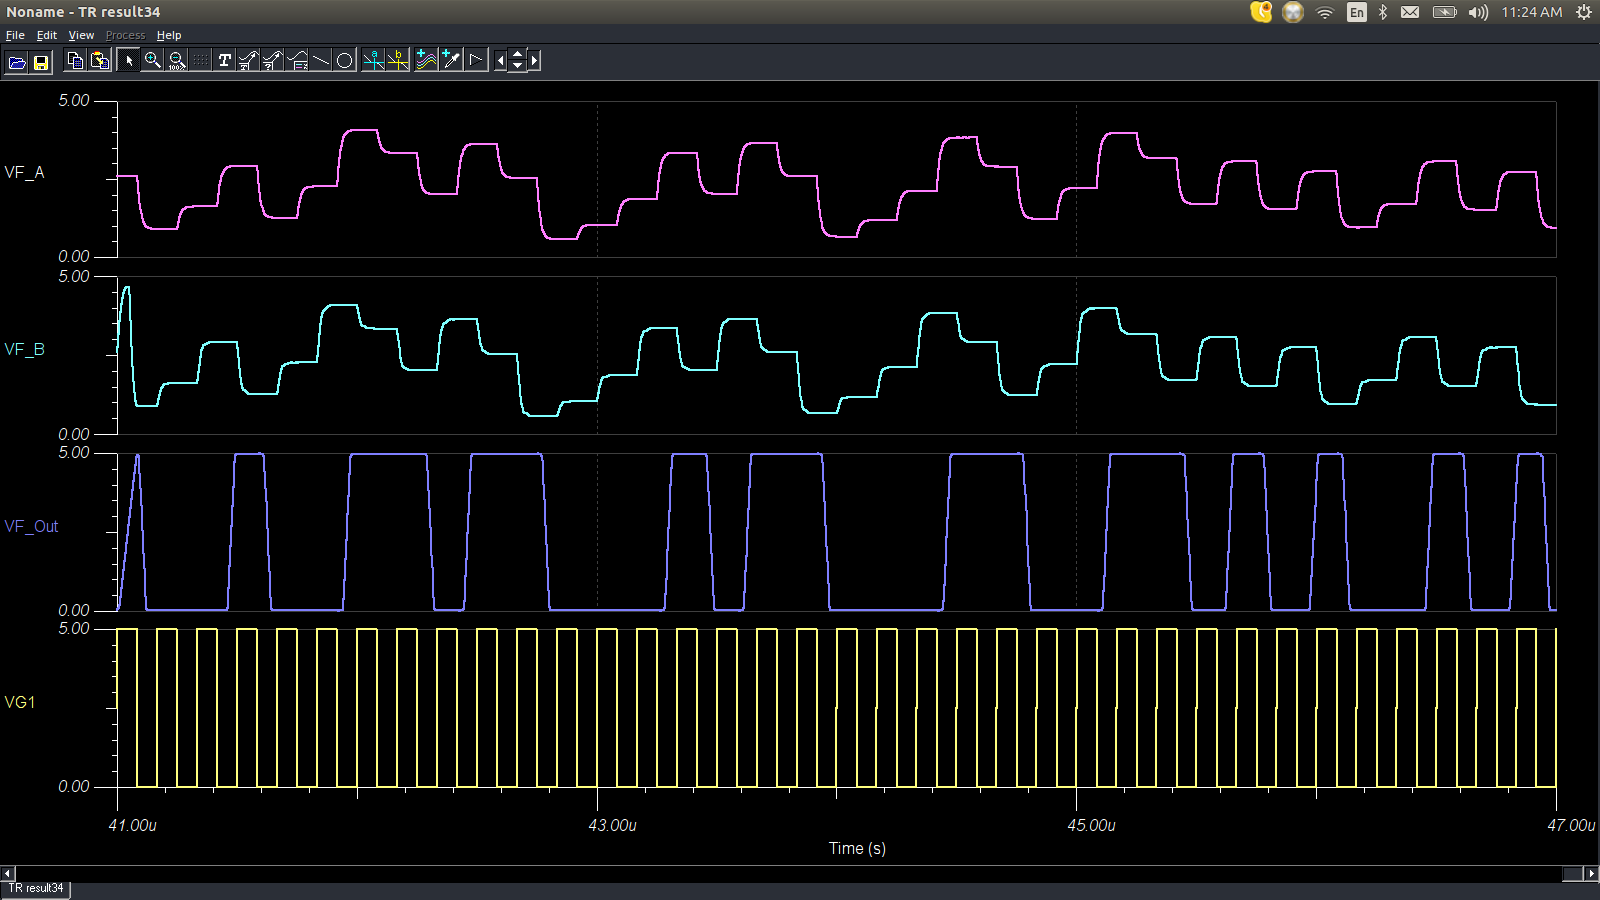 Noname - TR result34
En
11:24 AM
File Edit View Process Help
T
100%
a
b
5.00
VF_A
0.00
5.00
VF_B
0.00
5.00
VF_Out
0.00
5.00
VG1
0.00
41.00u 43.00u 45.00u 47.00u
Time (s)
TR result34